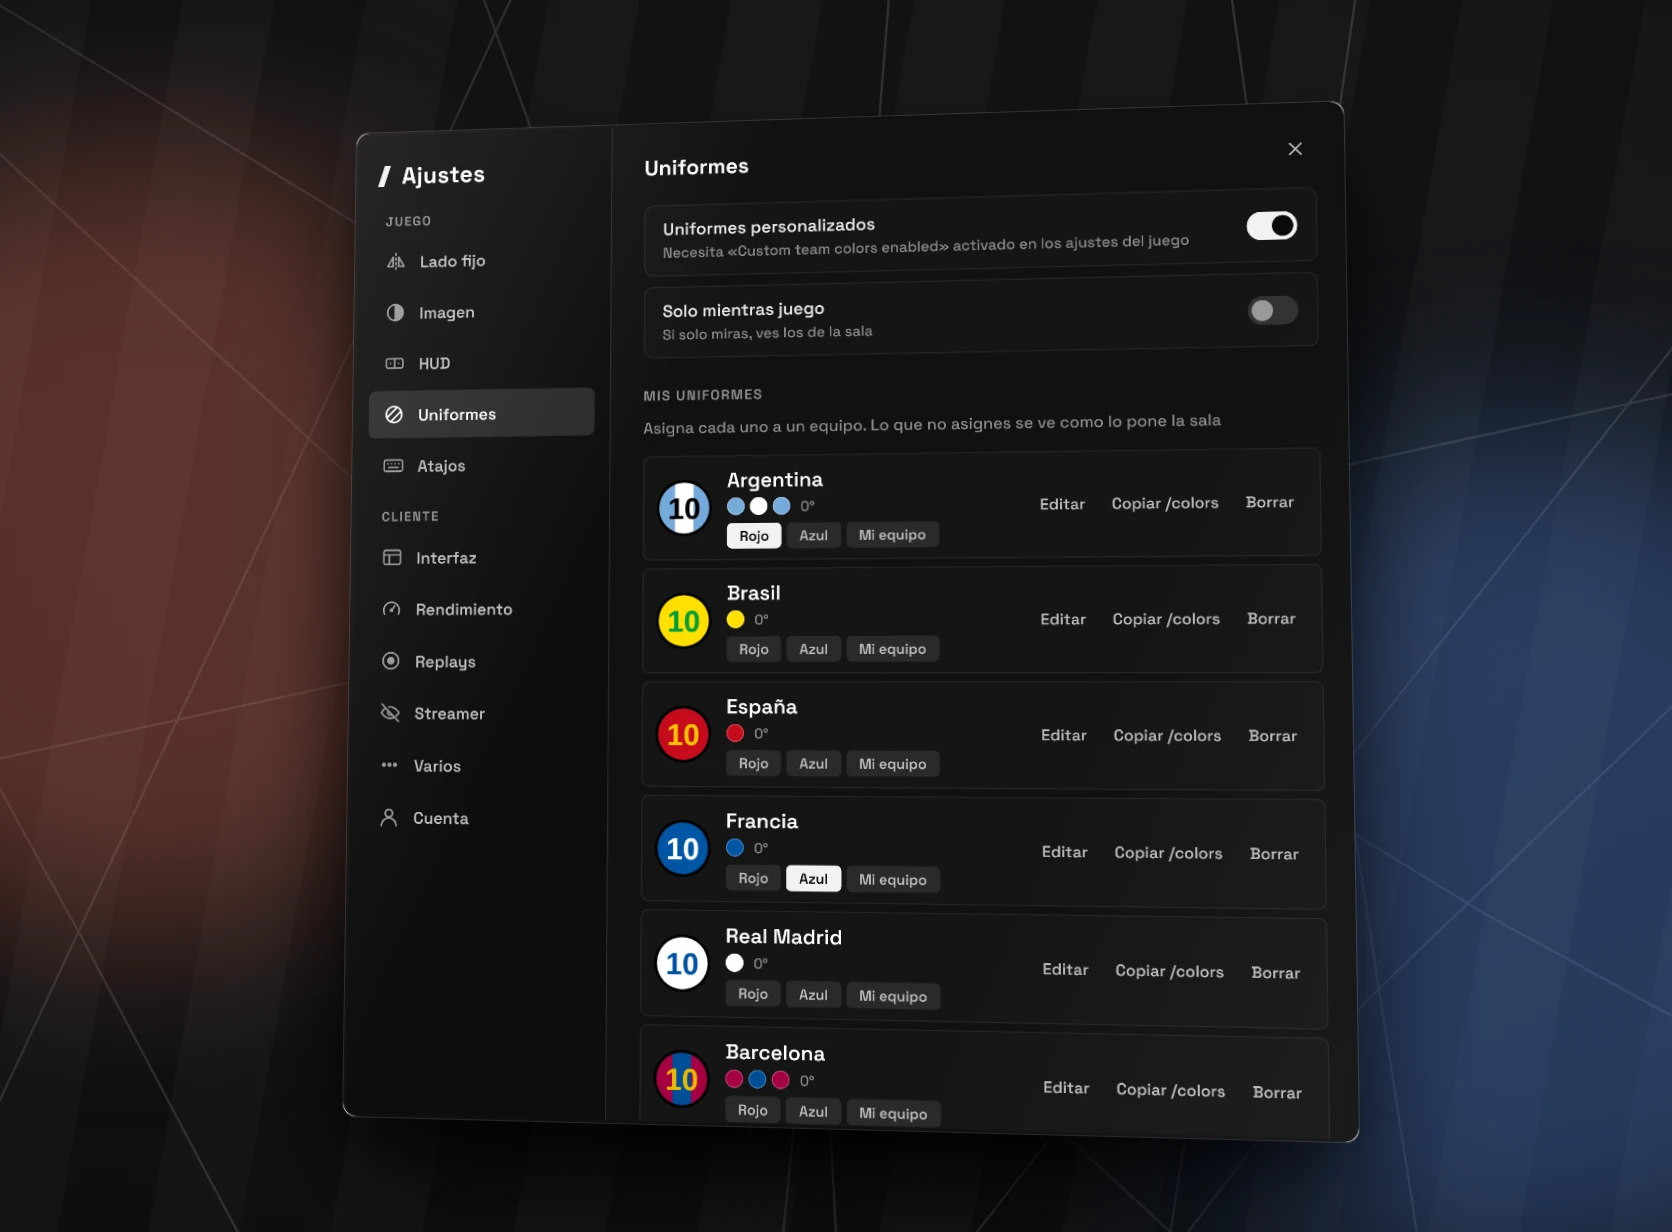 Ajustes
JUEGO
Lado fijo
Imagen
HUD
Uniformes
Atajos
CLIENTE
Interfaz
Rendimiento
Replays
Streamer
Varios
Cuenta
Uniformes
Uniformes personalizados
Necesita «Custom team colors enabled» activado en los ajustes del juego
Solo mientras juego
Si solo miras, ves los de la sala
MIS UNIFORMES
Asigna cada uno a un equipo. Lo que no asignes se ve como lo pone la sala
10
Argentina
0°
Rojo Azul Mi equipo
Editar Copiar /colors Borrar
10
Brasil
0°
Rojo Azul Mi equipo
Editar Copiar /colors Borrar
10
España
0°
Rojo Azul Mi equipo
Editar Copiar /colors Borrar
10
Francia
0°
Rojo Azul Mi equipo
Editar Copiar /colors Borrar
10
Real Madrid
0°
Rojo Azul Mi equipo
Editar Copiar /colors Borrar
10
Barcelona
0°
Rojo Azul Mi equipo
Editar Copiar /colors Borrar